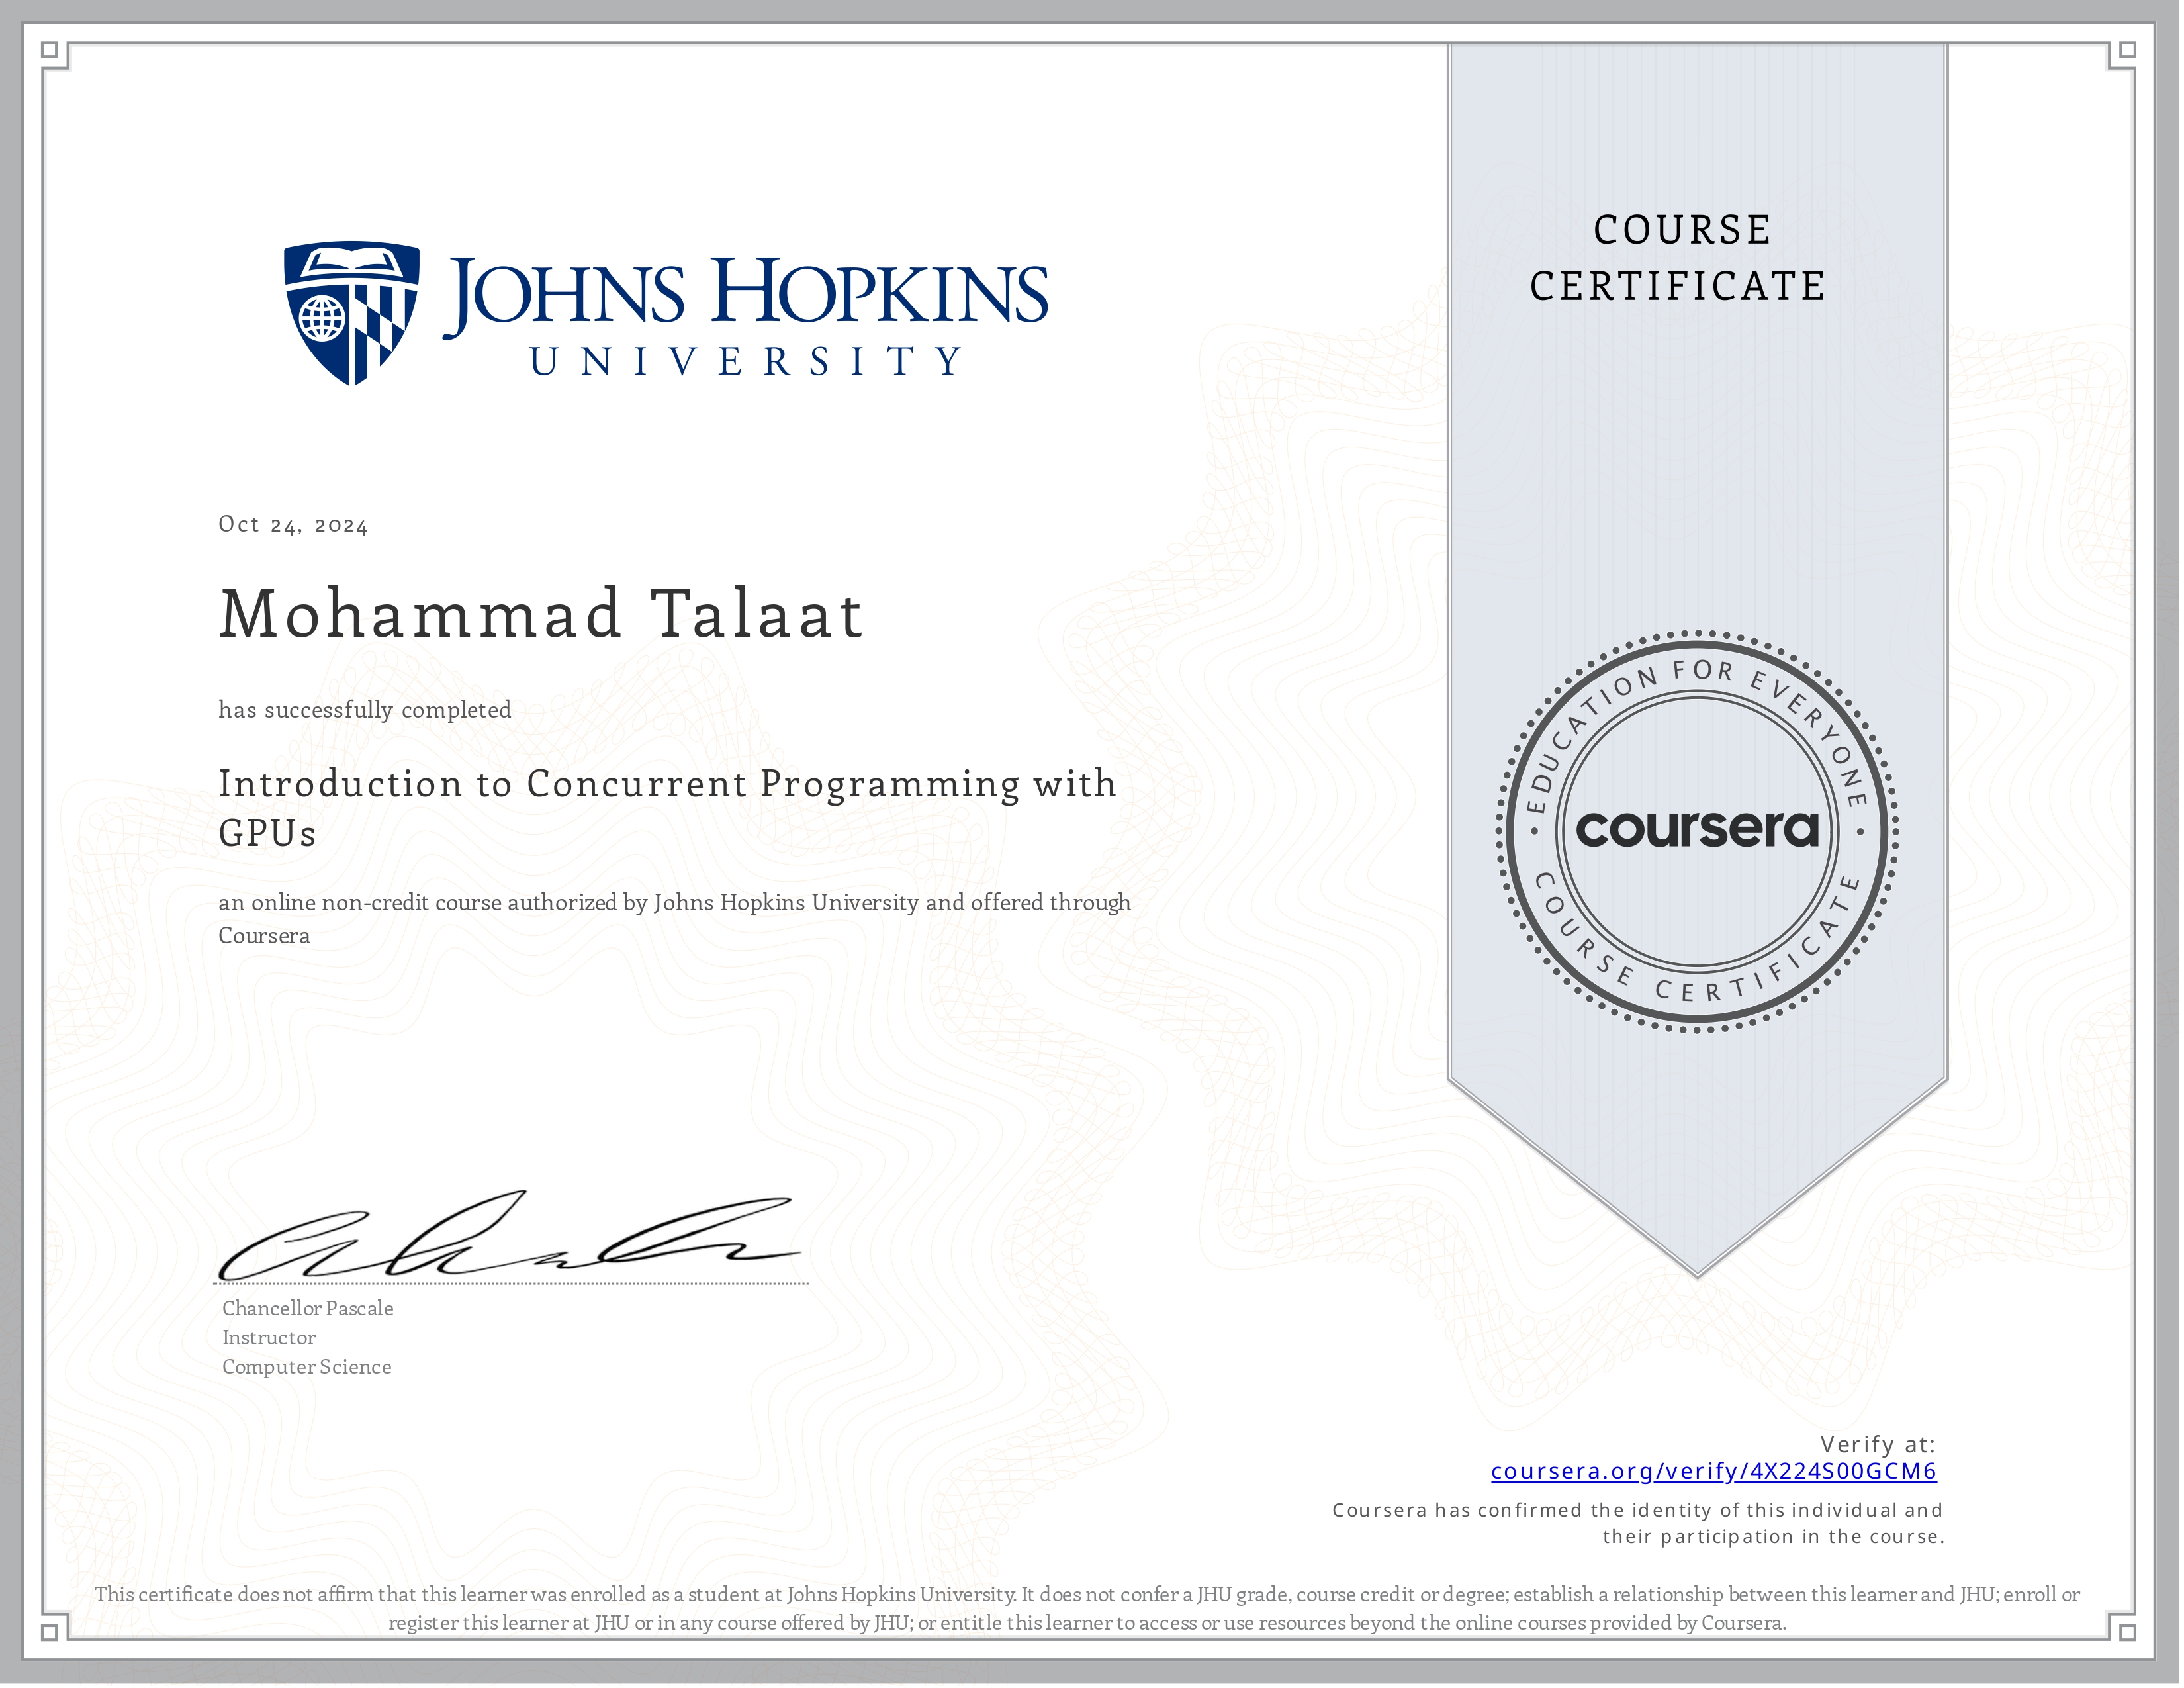 JOHNS HOPKINS
UNIVERSITY
COURSE
CERTIFICATE
Oct 24, 2024
Mohammad Talaat
has successfully completed
Introduction to Concurrent Programming with
GPUs
an online non-credit course authorized by Johns Hopkins University and offered through
Coursera
EDUCATION FOR EVERYONE
coursera
COURSE CERTIFICATE
Chancellor Pascale
Instructor
Computer Science
Verify at:
coursera.org/verify/4X224S00GCM6
Coursera has confirmed the identity of this individual and
their participation in the course.
This certificate does not affirm that this learner was enrolled as a student at Johns Hopkins University. It does not confer a JHU grade, course credit or degree; establish a relationship between this learner and JHU; enroll or
register this learner at JHU or in any course offered by JHU; or entitle this learner to access or use resources beyond the online courses provided by Coursera.